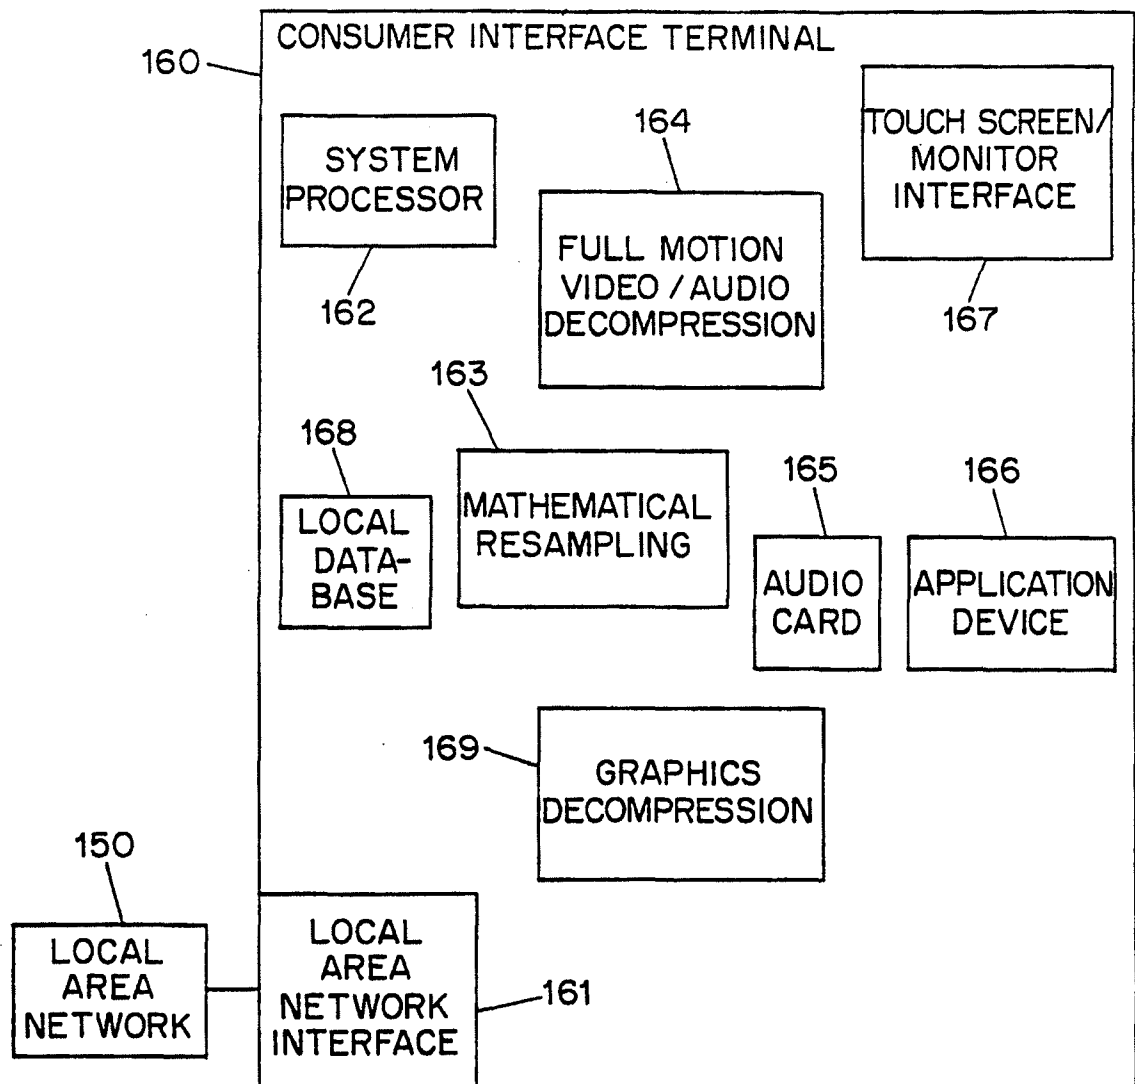 CONSUMER INTERFACE TERMINAL
160
164
SYSTEM
PROCESSOR
162
TOUCH SCREEN/
MONITOR
INTERFACE
167
FULL MOTION
VIDEO / AUDIO
DECOMPRESSION
163
168
LOCAL
DATA-
BASE
MATHEMATICAL
RESAMPLING
165
AUDIO
CARD
166
APPLICATION
DEVICE
169
GRAPHICS
DECOMPRESSION
150
LOCAL
AREA
NETWORK
LOCAL
AREA
NETWORK
INTERFACE
161